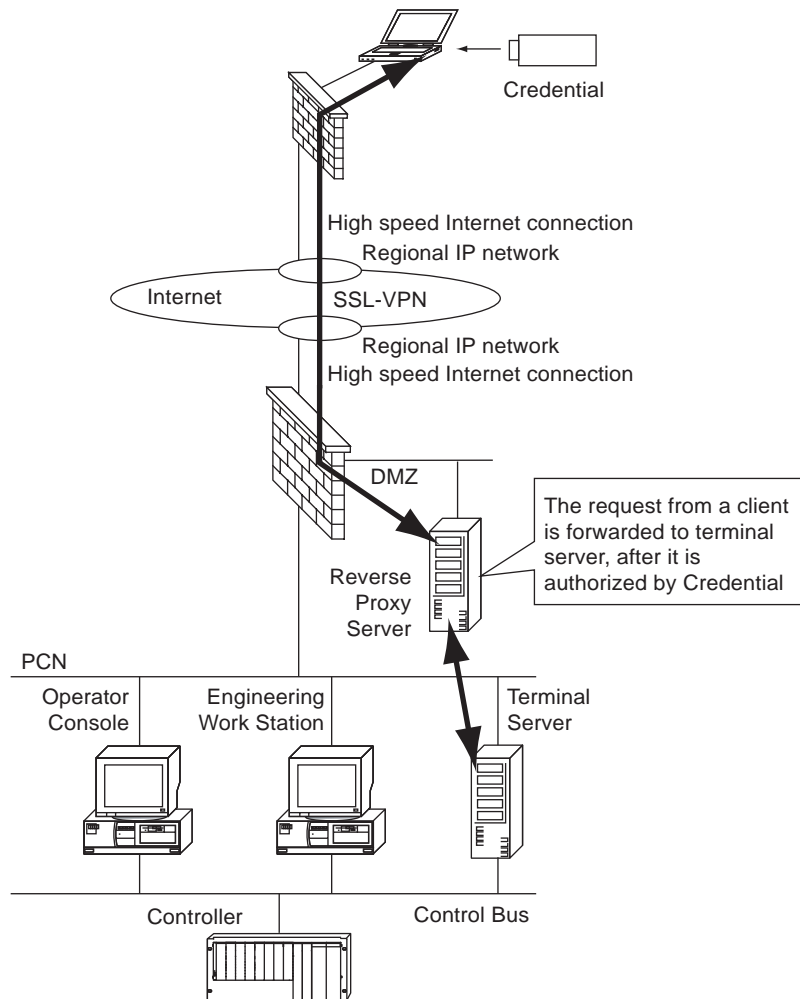 Credential
High speed Internet connection
Regional IP network
Internet
SSL-VPN
Regional IP network
High speed Internet connection
DMZ
The request from a client
is forwarded to terminal
server, after it is
authorized by Credential
Reverse
Proxy
Server
PCN
Operator
Console
Engineering
Work Station
Terminal
Server
Controller
Control Bus